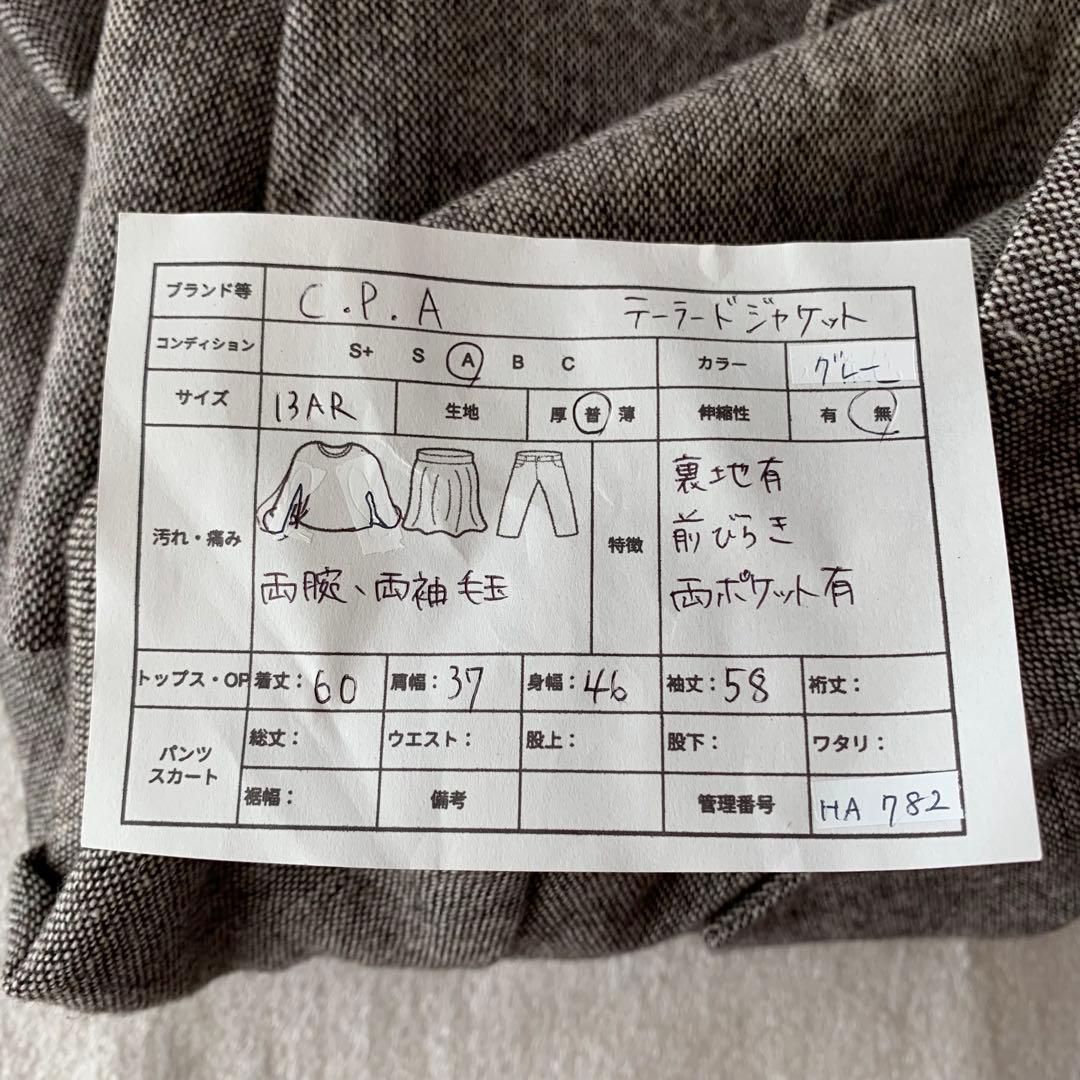 ブランド等 C.P.A テーラードジャケット
コンディション S+ S A B C カラー グレー
サイズ 13AR 生地 厚 普 薄 伸縮性 有 無
汚れ・痛み 両腕、両袖毛玉
特徴 裏地有
前びらき
両ポケット有
トップス・OP 着丈：60 肩幅：37 身幅：46 袖丈：58 裄丈：
パンツ
スカート
総丈： ウエスト： 股上： 股下： ワタリ：
裾幅： 備考 管理番号 HA 782